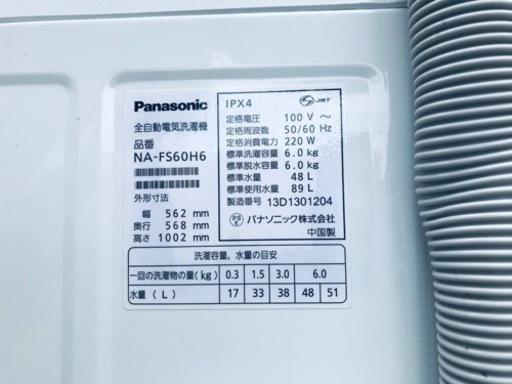 Panasonic
全自動電気洗濯機
品番
NA-FS60H6
外形寸法
幅 562 mm
奥行 568 mm
高さ 1002 mm
IPX4
S JET
定格電圧 100 V ～
定格周波数 50/60 Hz
定格消費電力 220 W
標準洗濯容量 6.0 kg
標準脱水容量 6.0 kg
標準水量 48 L
標準使用水量 89 L
製造番号 13D1301204
PS E パナソニック株式会社
中国製
洗濯容量、水量の目安
一回の洗濯物の量(kg) 0.3 1.5 3.0 6.0
水量 (L) 17 33 38 48 51